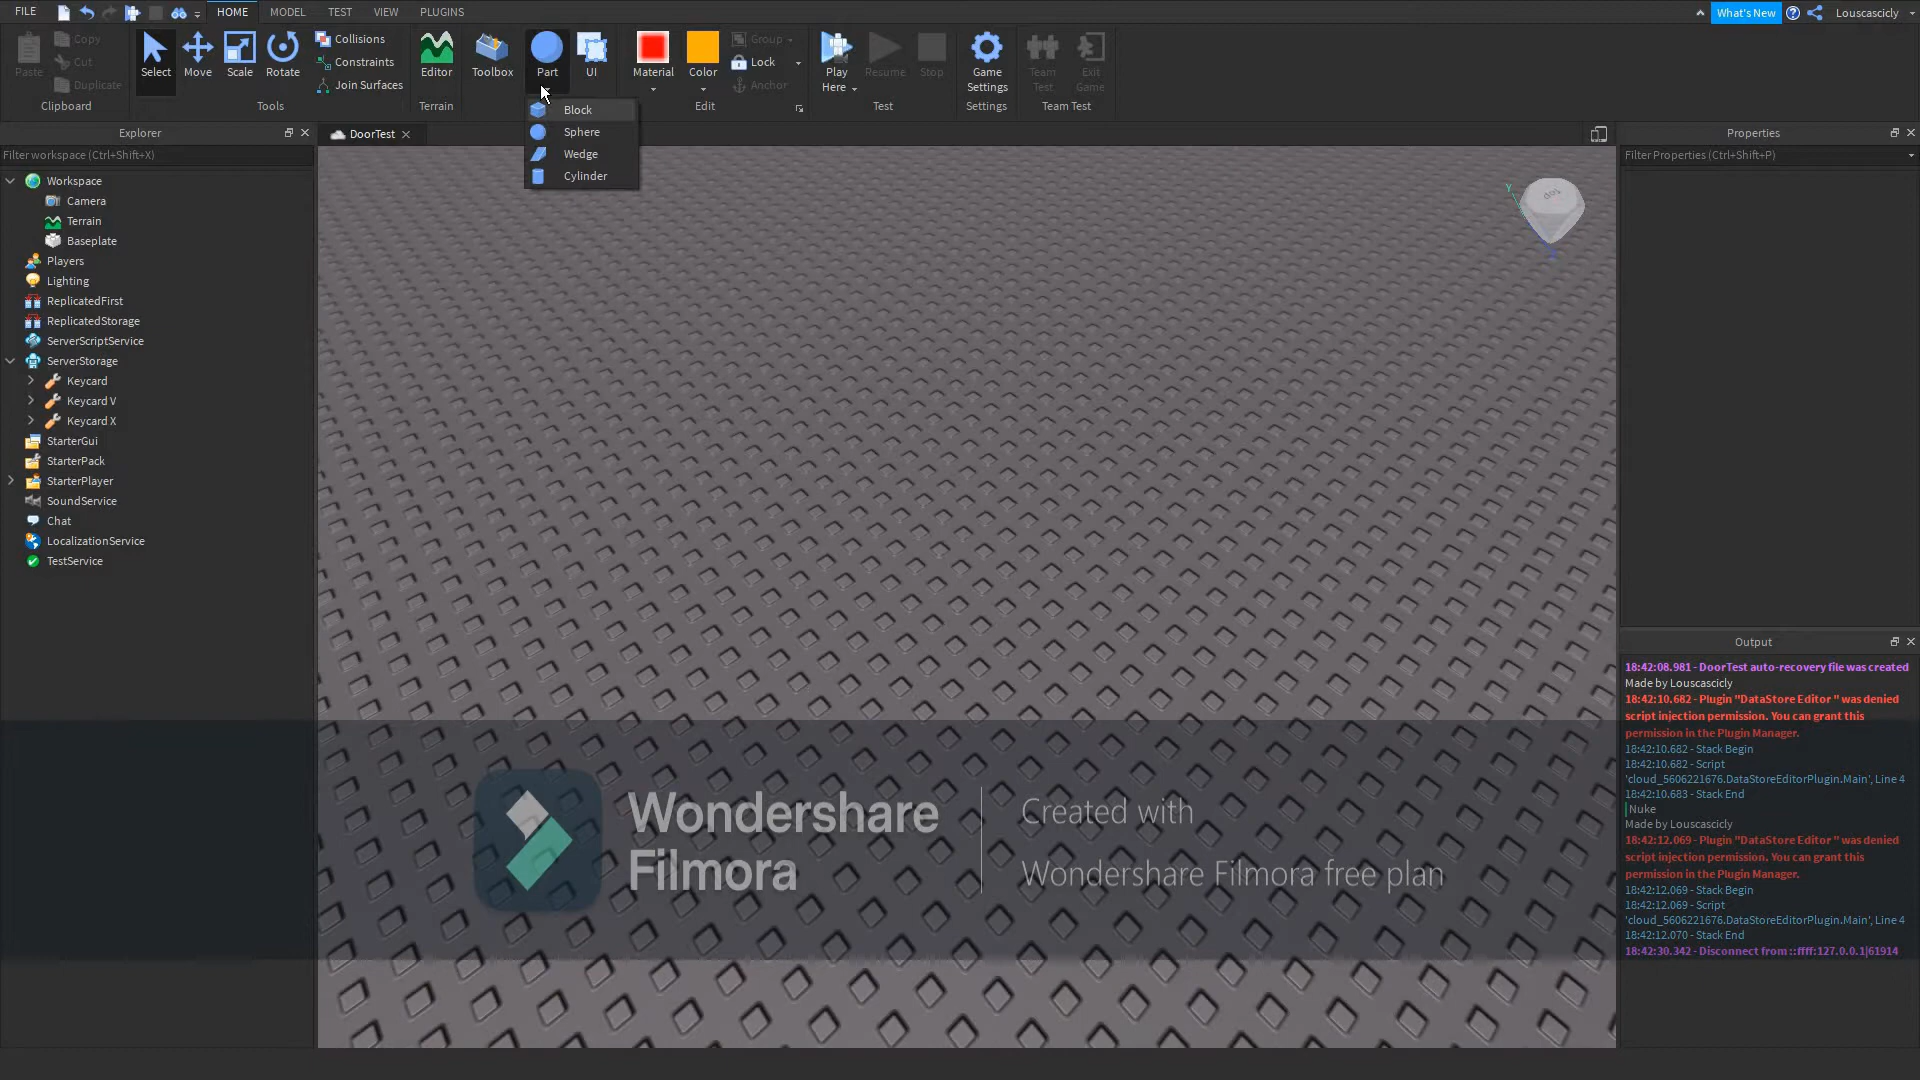 FILE
HOME
MODEL
TEST
VIEW
PLUGINS
What's New
Louscascicly
Paste
Copy
Cut
Duplicate
Clipboard
Select
Move
Scale
Rotate
Collisions
Constraints
Join Surfaces
Tools
Editor
Terrain
Toolbox
Part
UI
Material
Color
Group
Lock
Anchor
Edit
Play
Here
Resume
Stop
Test
Game
Settings
Settings
Team
Test
Exit
Game
Team Test
Block
Sphere
Wedge
Cylinder
Explorer
Filter workspace (Ctrl+Shift+X)
Workspace
Camera
Terrain
Baseplate
Players
Lighting
ReplicatedFirst
ReplicatedStorage
ServerScriptService
ServerStorage
Keycard
Keycard V
Keycard X
StarterGui
StarterPack
StarterPlayer
SoundService
Chat
LocalizationService
TestService
DoorTest
Top
Y
Wondershare
Filmora
Created with
Wondershare Filmora free plan
Properties
Filter Properties (Ctrl+Shift+P)
Output
18:42:08.981 - DoorTest auto-recovery file was created
Made by Louscascicly
18:42:10.682 - Plugin "DataStore Editor " was denied
script injection permission. You can grant this
permission in the Plugin Manager.
18:42:10.682 - Stack Begin
18:42:10.682 - Script
'cloud_5606221676.DataStoreEditorPlugin.Main', Line 4
18:42:10.683 - Stack End
Nuke
Made by Louscascicly
18:42:12.069 - Plugin "DataStore Editor " was denied
script injection permission. You can grant this
permission in the Plugin Manager.
18:42:12.069 - Stack Begin
18:42:12.069 - Script
'cloud_5606221676.DataStoreEditorPlugin.Main', Line 4
18:42:12.070 - Stack End
18:42:30.342 - Disconnect from ::ffff:127.0.0.1|61914